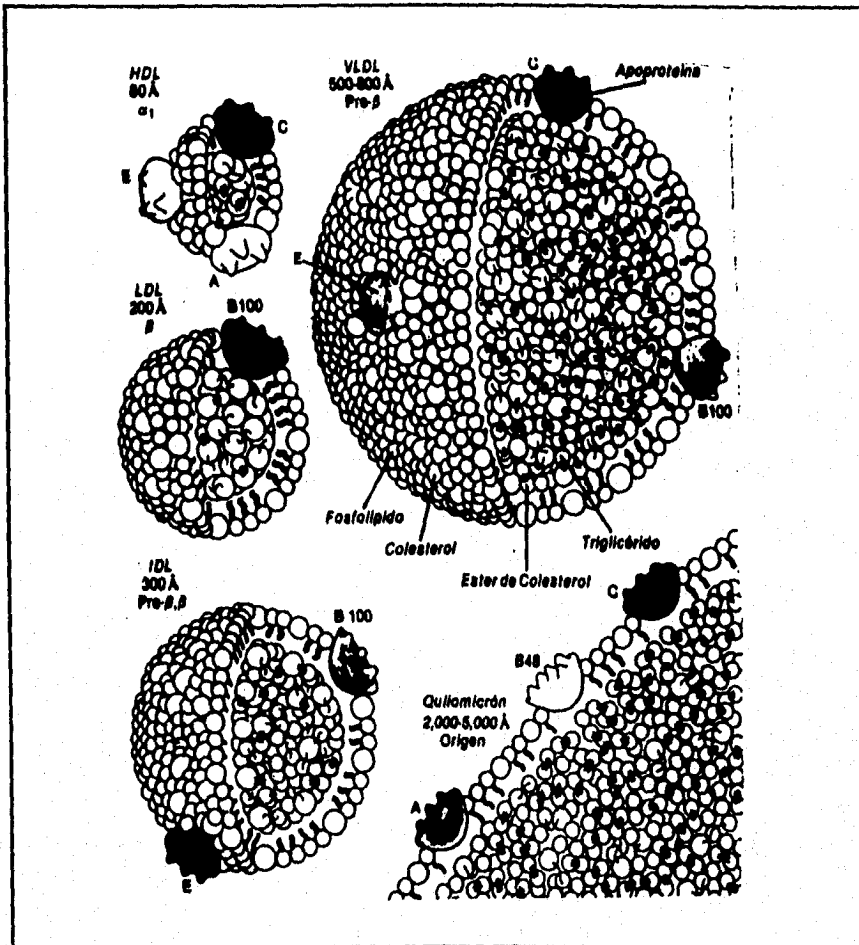 HDL
80 Å
α₁
C
E
A
VLDL
500-800 Å
Pre-β
C
Apoproteína
E
B100
LDL
200 Å
β
B100
Fosfolípido
Colesterol
Ester de Colesterol
Triglicérido
IDL
300 Å
Pre-β,β
B 100
E
C
B48
Quilomicrón
2,000-5,000 Å
Origen
A